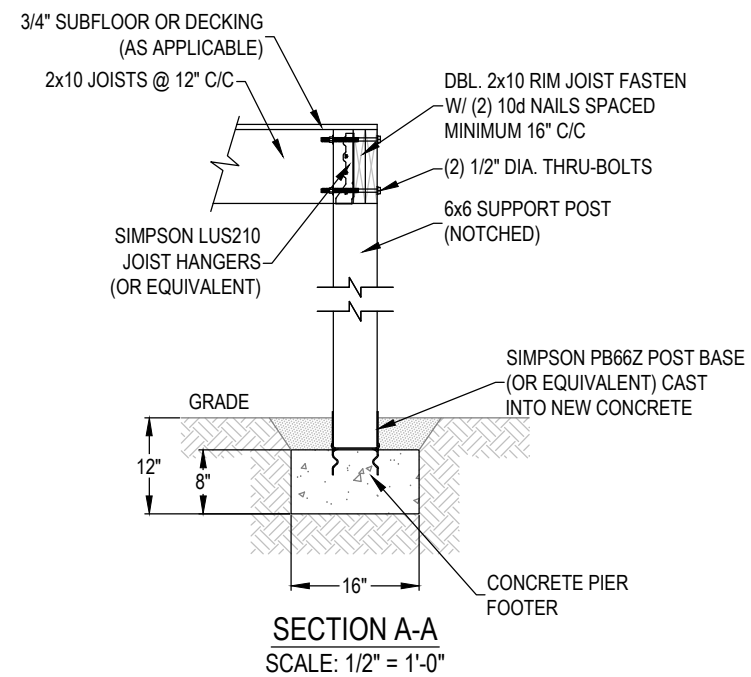 3/4" SUBFLOOR OR DECKING
(AS APPLICABLE)
2x10 JOISTS @ 12" C/C
DBL. 2x10 RIM JOIST FASTEN
W/ (2) 10d NAILS SPACED
MINIMUM 16" C/C
(2) 1/2" DIA. THRU-BOLTS
6x6 SUPPORT POST
(NOTCHED)
SIMPSON LUS210
JOIST HANGERS
(OR EQUIVALENT)
SIMPSON PB66Z POST BASE
(OR EQUIVALENT) CAST
INTO NEW CONCRETE
GRADE
12"
8"
16"
CONCRETE PIER
FOOTER
SECTION A-A
SCALE: 1/2" = 1'-0"